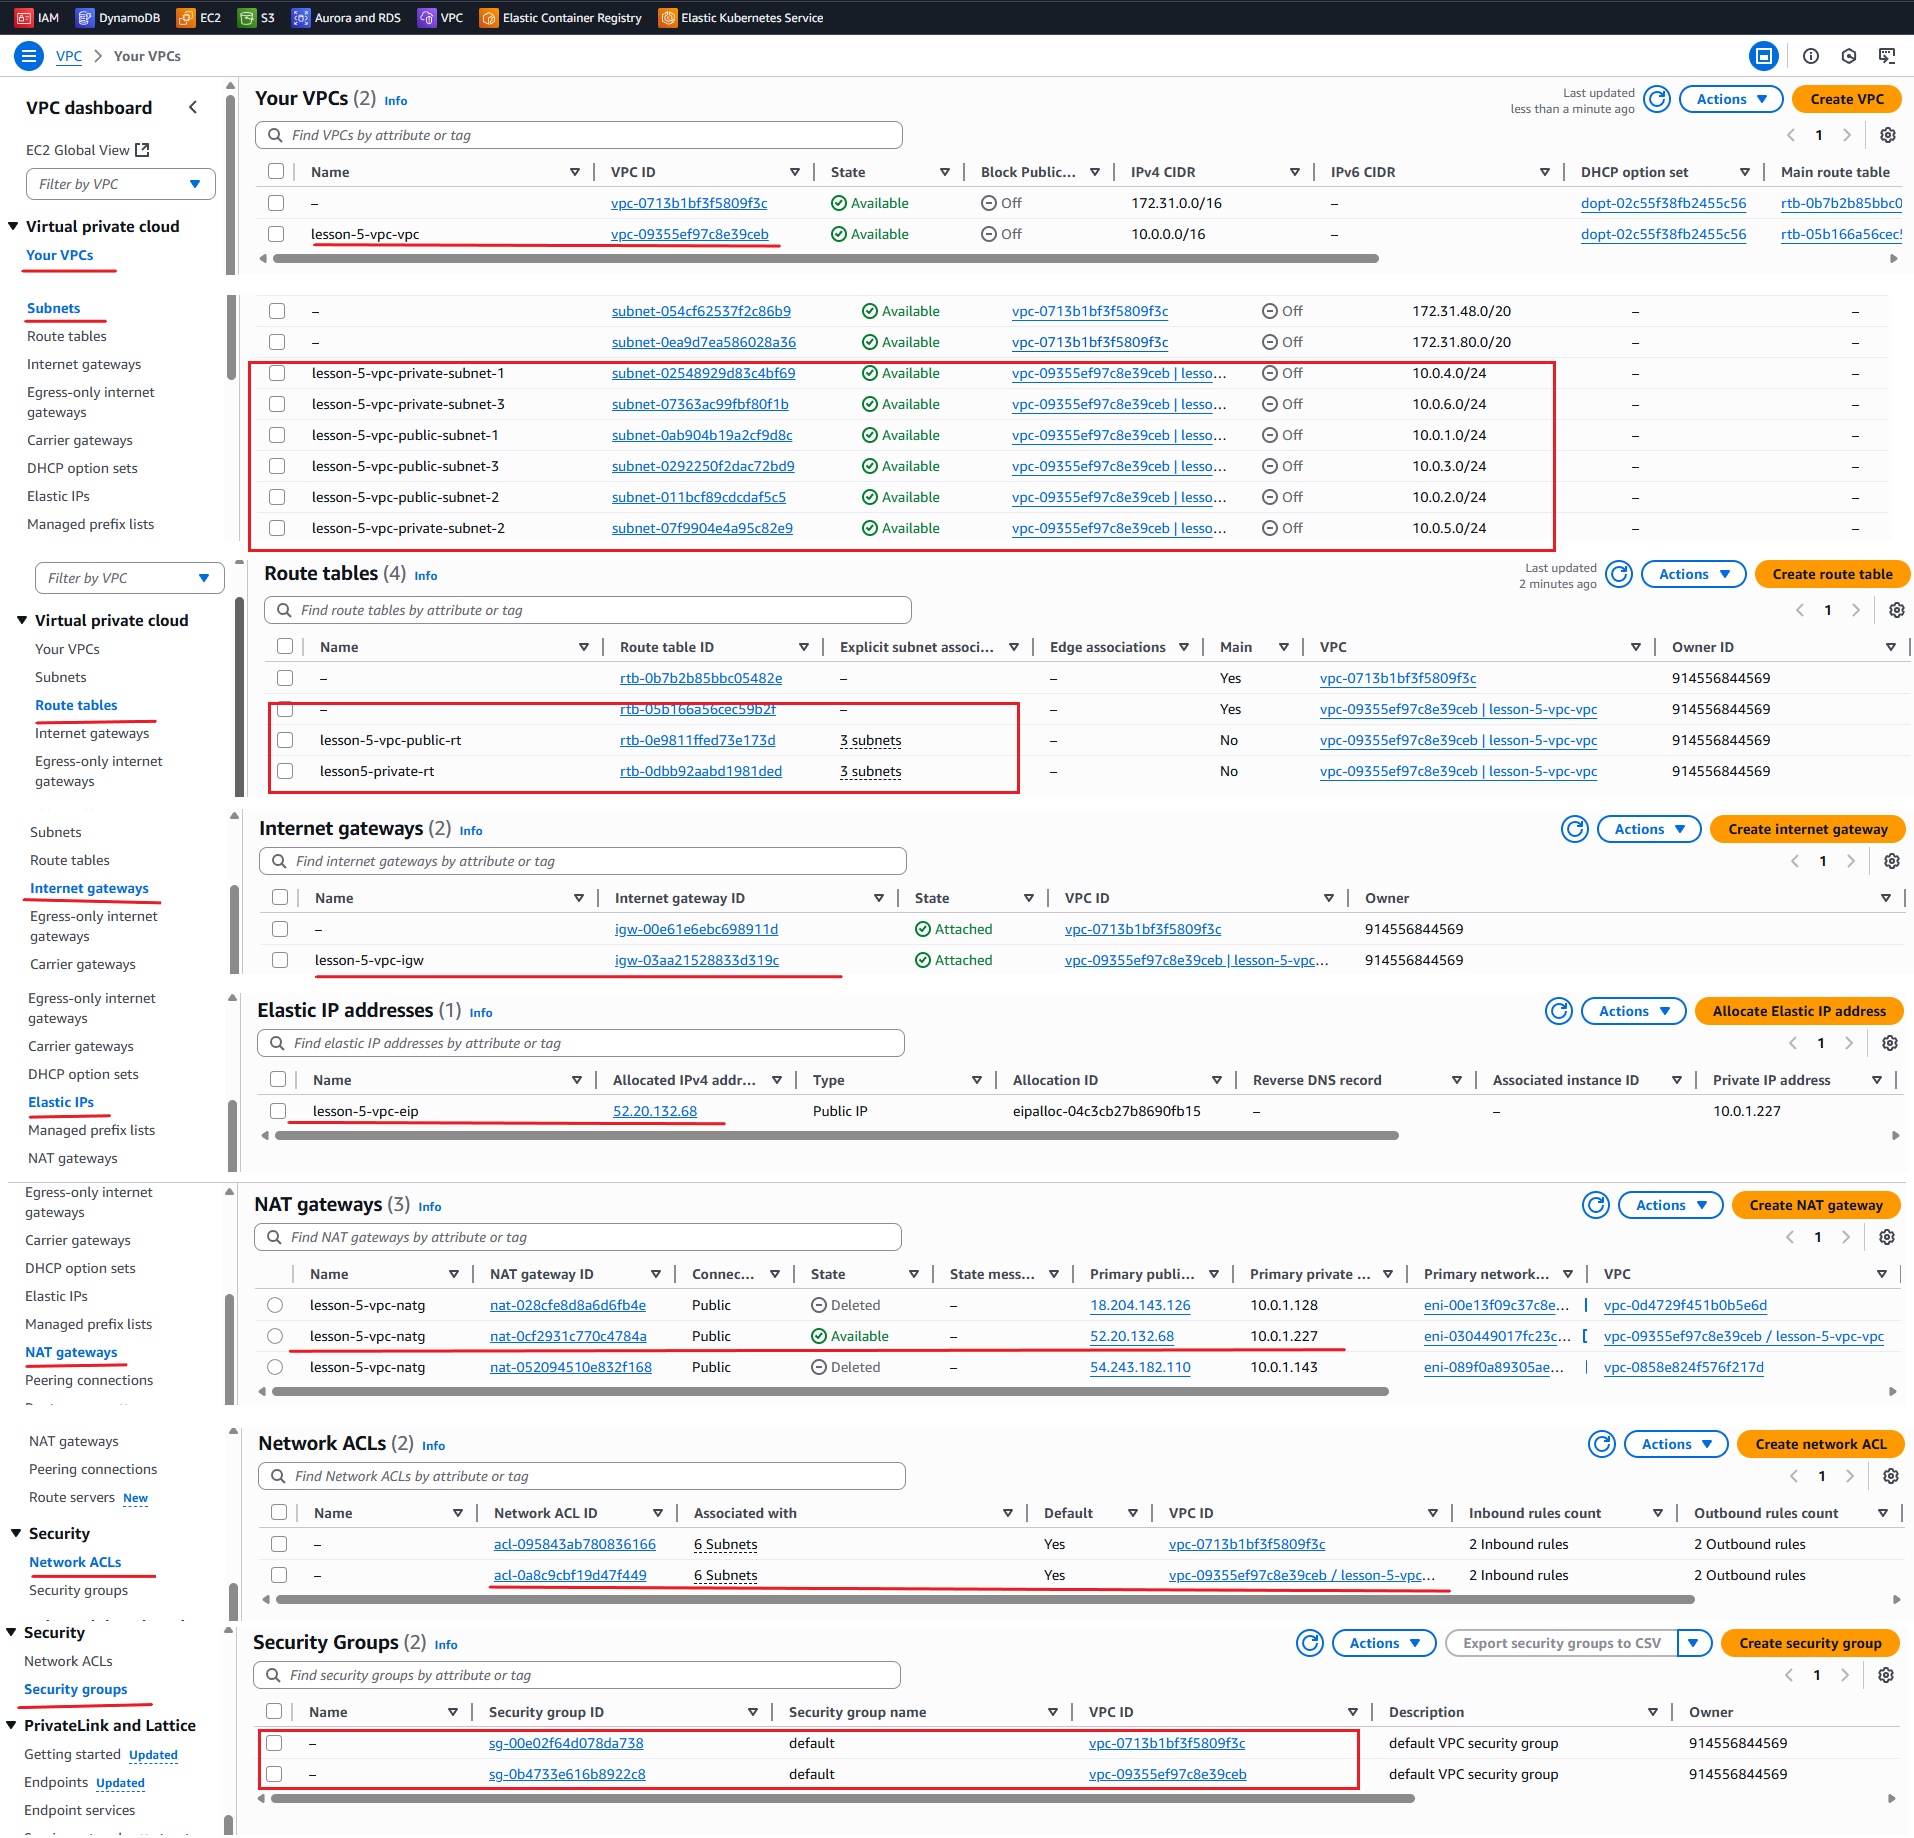 IAM DynamoDB EC2 S3 Aurora and RDS VPC Elastic Container Registry Elastic Kubernetes Service
VPC > Your VPCs
VPC dashboard
EC2 Global View
Filter by VPC
Virtual private cloud
Your VPCs
Your VPCs (2) Info
Last updated
less than a minute ago
Actions
Create VPC
Find VPCs by attribute or tag
1
Name VPC ID State Block Public... IPv4 CIDR IPv6 CIDR DHCP option set Main route table
– vpc-0713b1bf3f5809f3c Available Off 172.31.0.0/16 – dopt-02c55f38fb2455c56 rtb-0b7b2b85bbc0
lesson-5-vpc-vpc vpc-09355ef97c8e39ceb Available Off 10.0.0.0/16 – dopt-02c55f38fb2455c56 rtb-05b166a56cec5
Subnets
Route tables
Internet gateways
Egress-only internet
gateways
Carrier gateways
DHCP option sets
Elastic IPs
Managed prefix lists
– subnet-054cf62537f2c86b9 Available vpc-0713b1bf3f5809f3c Off 172.31.48.0/20 – –
– subnet-0ea9d7ea586028a36 Available vpc-0713b1bf3f5809f3c Off 172.31.80.0/20 – –
lesson-5-vpc-private-subnet-1 subnet-02548929d83c4bf69 Available vpc-09355ef97c8e39ceb | lesso... Off 10.0.4.0/24 – –
lesson-5-vpc-private-subnet-3 subnet-07363ac99fbf80f1b Available vpc-09355ef97c8e39ceb | lesso... Off 10.0.6.0/24 – –
lesson-5-vpc-public-subnet-1 subnet-0ab904b19a2cf9d8c Available vpc-09355ef97c8e39ceb | lesso... Off 10.0.1.0/24 – –
lesson-5-vpc-public-subnet-3 subnet-0292250f2dac72bd9 Available vpc-09355ef97c8e39ceb | lesso... Off 10.0.3.0/24 – –
lesson-5-vpc-public-subnet-2 subnet-011bcf89cdcdaf5c5 Available vpc-09355ef97c8e39ceb | lesso... Off 10.0.2.0/24 – –
lesson-5-vpc-private-subnet-2 subnet-07f9904e4a95c82e9 Available vpc-09355ef97c8e39ceb | lesso... Off 10.0.5.0/24 – –
Filter by VPC
Virtual private cloud
Your VPCs
Subnets
Route tables
Internet gateways
Egress-only internet
gateways
Route tables (4) Info
Last updated
2 minutes ago
Actions
Create route table
Find route tables by attribute or tag
1
Name Route table ID Explicit subnet associ... Edge associations Main VPC Owner ID
– rtb-0b7b2b85bbc05482e – – Yes vpc-0713b1bf3f5809f3c 914556844569
– rtb-05b166a56cec59b2f – – Yes vpc-09355ef97c8e39ceb | lesson-5-vpc-vpc 914556844569
lesson-5-vpc-public-rt rtb-0e9811ffed73e173d 3 subnets – No vpc-09355ef97c8e39ceb | lesson-5-vpc-vpc 914556844569
lesson5-private-rt rtb-0dbb92aabd1981ded 3 subnets – No vpc-09355ef97c8e39ceb | lesson-5-vpc-vpc 914556844569
Subnets
Route tables
Internet gateways
Egress-only internet
gateways
Carrier gateways
Internet gateways (2) Info
Actions
Create internet gateway
Find internet gateways by attribute or tag
1
Name Internet gateway ID State VPC ID Owner
– igw-00e61e6ebc698911d Attached vpc-0713b1bf3f5809f3c 914556844569
lesson-5-vpc-igw igw-03aa21528833d319c Attached vpc-09355ef97c8e39ceb | lesson-5-vpc... 914556844569
Egress-only internet
gateways
Carrier gateways
DHCP option sets
Elastic IPs
Managed prefix lists
NAT gateways
Elastic IP addresses (1) Info
Actions
Allocate Elastic IP address
Find elastic IP addresses by attribute or tag
1
Name Allocated IPv4 addr... Type Allocation ID Reverse DNS record Associated instance ID Private IP address
lesson-5-vpc-eip 52.20.132.68 Public IP eipalloc-04c3cb27b8690fb15 – – 10.0.1.227
Egress-only internet
gateways
Carrier gateways
DHCP option sets
Elastic IPs
Managed prefix lists
NAT gateways
Peering connections
NAT gateways (3) Info
Actions
Create NAT gateway
Find NAT gateways by attribute or tag
1
Name NAT gateway ID Connec... State State mess... Primary publi... Primary private ... Primary network... VPC
lesson-5-vpc-natg nat-028cfe8d8a6d6fb4e Public Deleted – 18.204.143.126 10.0.1.128 eni-00e13f09c37c8e... vpc-0d4729f451b0b5e6d
lesson-5-vpc-natg nat-0cf2931c770c4784a Public Available – 52.20.132.68 10.0.1.227 eni-030449017fc23c... vpc-09355ef97c8e39ceb / lesson-5-vpc-vpc
lesson-5-vpc-natg nat-052094510e832f168 Public Deleted – 54.243.182.110 10.0.1.143 eni-089f0a89305ae... vpc-0858e824f576f217d
NAT gateways
Peering connections
Route servers New
Security
Network ACLs
Security groups
Network ACLs (2) Info
Actions
Create network ACL
Find Network ACLs by attribute or tag
1
Name Network ACL ID Associated with Default VPC ID Inbound rules count Outbound rules count
– acl-095843ab780836166 6 Subnets Yes vpc-0713b1bf3f5809f3c 2 Inbound rules 2 Outbound rules
– acl-0a8c9cbf19d47f449 6 Subnets Yes vpc-09355ef97c8e39ceb / lesson-5-vpc... 2 Inbound rules 2 Outbound rules
Security
Network ACLs
Security groups
PrivateLink and Lattice
Getting started Updated
Endpoints Updated
Endpoint services
Security Groups (2) Info
Actions
Export security groups to CSV
Create security group
Find security groups by attribute or tag
1
Name Security group ID Security group name VPC ID Description Owner
– sg-00e02f64d078da738 default vpc-0713b1bf3f5809f3c default VPC security group 914556844569
– sg-0b4733e616b8922c8 default vpc-09355ef97c8e39ceb default VPC security group 914556844569